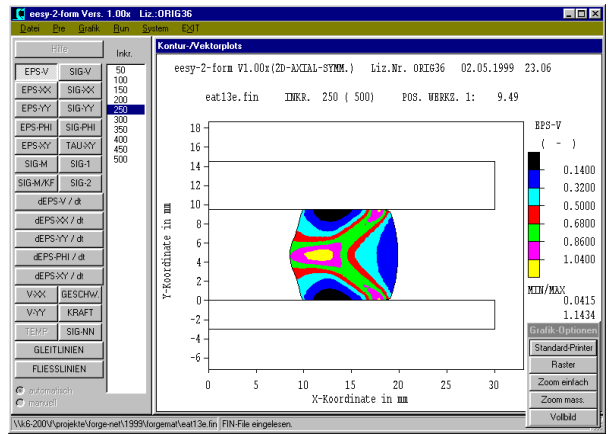 eesy-2-form Vers. 1.00x Liz.:ORIG36
Datei Pre Grafik Run System EXIT
Hilfe
Inkr.
EPS-V SIG-V
EPS-XX SIG-XX
EPS-YY SIG-YY
EPS-PHI SIG-PHI
EPS-XY TAU-XY
SIG-M SIG-1
SIG-M/KF SIG-2
dEPS-V / dt
dEPS-XX / dt
dEPS-YY / dt
dEPS-PHI / dt
dEPS-XY / dt
V-XX GESCHW.
V-YY KRAFT
TEMP SIG-NN
GLEITLINIEN
FLIESSLINIEN
automatisch
manuell
50
100
150
200
250
300
350
400
450
500
Kontur-/Vektorplots
eesy-2-form V1.00x(2D-AXIAL-SYMM.) Liz.Nr. ORIG36 02.05.1999 23.06
eat13e.fin INKR. 250 ( 500) POS. WERKZ. 1: 9.49
Y-Koordinate in mm
18
16
14
12
10
8
6
4
2
0
-2
-4
-6
0 5 10 15 20 25 30
X-Koordinate in mm
EPS-V
( - )
0.1400
0.3200
0.5000
0.6800
0.8600
1.0400
MIN/MAX
0.0415
1.1434
Grafik-Optionen
Standard-Printer
Raster
Zoom einfach
Zoom mass.
Vollbild
\\k6-200\f\projekte\forge-net\1999\forgemat\eat13e.fin FIN-File eingelesen.